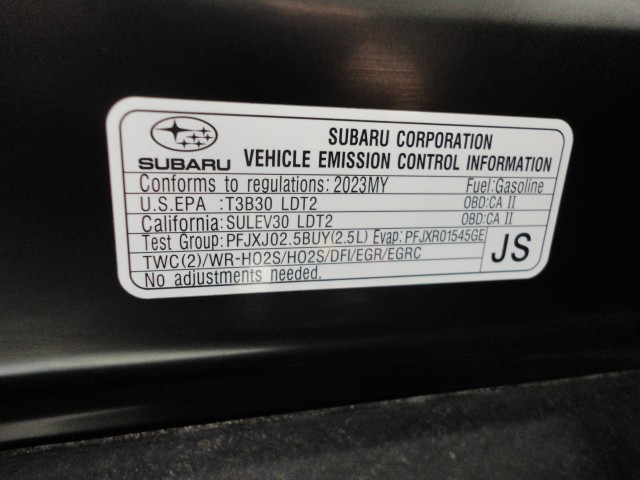 SUBARU
SUBARU CORPORATION
VEHICLE EMISSION CONTROL INFORMATION
Conforms to regulations: 2023MY Fuel:Gasoline
U.S.EPA :T3B30 LDT2 OBD:CA II
California:SULEV30 LDT2 OBD:CA II
Test Group:PFJXJ02.5BUY(2.5L) Evap:PFJXR01545GE
TWC(2)/WR-HO2S/HO2S/DFI/EGR/EGRC
No adjustments needed.
JS